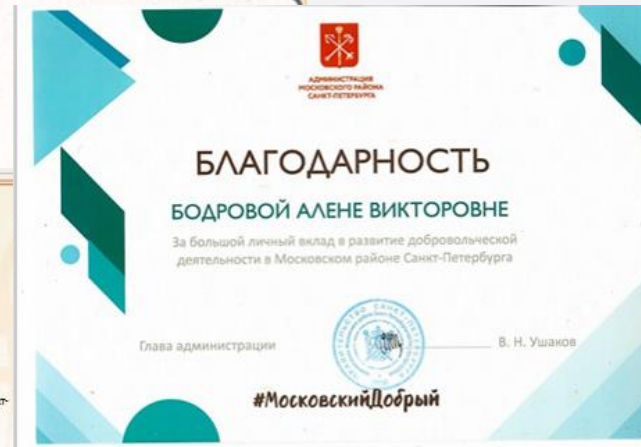 АДМИНИСТРАЦИЯ
МОСКОВСКОГО РАЙОНА
САНКТ-ПЕТЕРБУРГА
БЛАГОДАРНОСТЬ
БОДРОВОЙ АЛЕНЕ ВИКТОРОВНЕ
За большой личный вклад в развитие добровольческой
деятельности в Московском районе Санкт-Петербурга
Глава администрации В. Н. Ушаков
#МосковскийДобрый